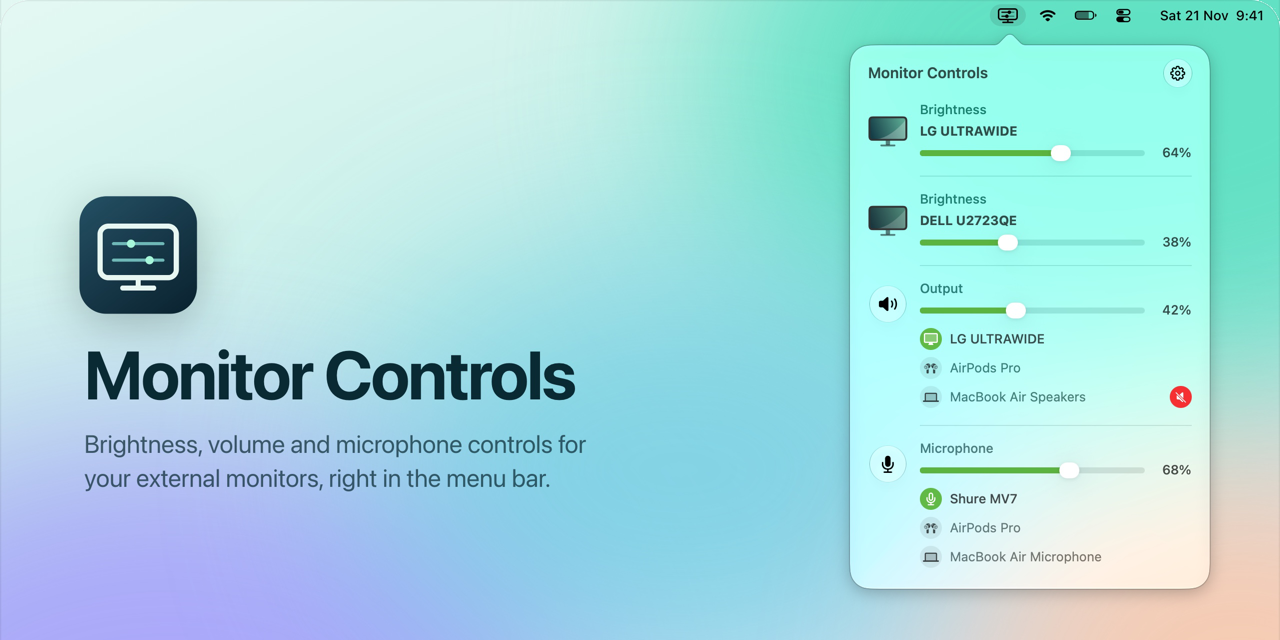 Sat 21 Nov 9:41
Monitor Controls
Brightness, volume and microphone controls for
your external monitors, right in the menu bar.
Monitor Controls
Brightness
LG ULTRAWIDE
64%
Brightness
DELL U2723QE
38%
Output
42%
LG ULTRAWIDE
AirPods Pro
MacBook Air Speakers
Microphone
68%
Shure MV7
AirPods Pro
MacBook Air Microphone